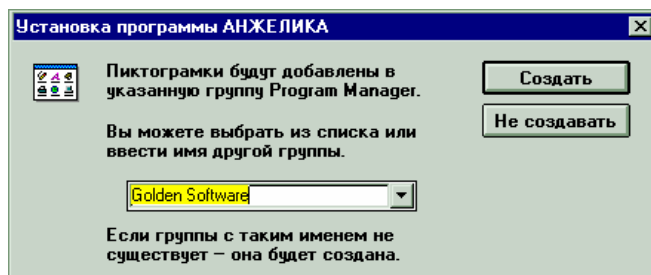 Установка программы АНЖЕЛИКА
Пиктограмки будут добавлены в
указанную группу Program Manager.
Вы можете выбрать из списка или
ввести имя другой группы.
Golden Software
Если группы с таким именем не
существует – она будет создана.
Создать
Не создавать